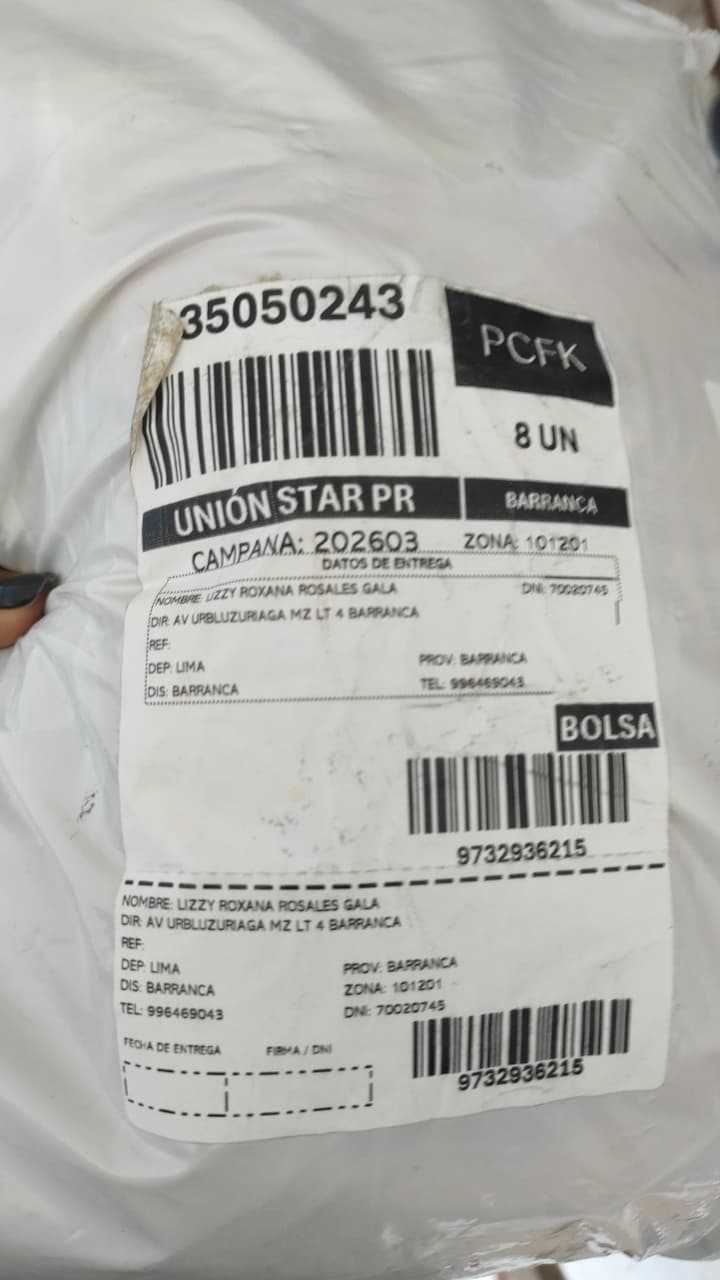 35050243
PCFK
8 UN
UNIÓN STAR PR
BARRANCA
CAMPAÑA: 202603 ZONA: 101201
DATOS DE ENTREGA
NOMBRE: LIZZY ROXANA ROSALES GALA DNI: 70020745
DIR: AV URBLUZURIAGA MZ LT 4 BARRANCA
REF:
DEP: LIMA PROV: BARRANCA
DIS: BARRANCA TEL: 996469043
BOLSA
9732936215
NOMBRE: LIZZY ROXANA ROSALES GALA
DIR: AV URBLUZURIAGA MZ LT 4 BARRANCA
REF:
DEP: LIMA PROV: BARRANCA
DIS: BARRANCA ZONA: 101201
TEL: 996469043 DNI: 70020745
FECHA DE ENTREGA FIRMA / DNI
9732936215